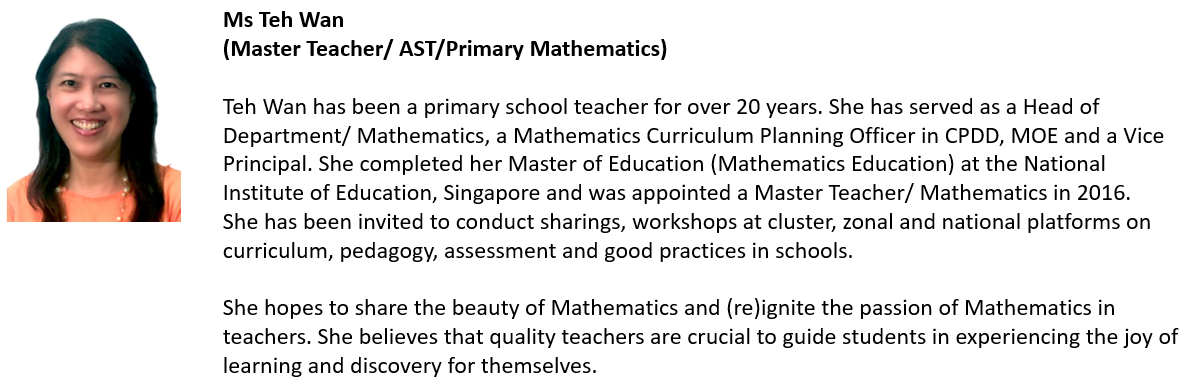 Ms Teh Wan
(Master Teacher/ AST/Primary Mathematics)
Teh Wan has been a primary school teacher for over 20 years. She has served as a Head of
Department/ Mathematics, a Mathematics Curriculum Planning Officer in CPDD, MOE and a Vice
Principal. She completed her Master of Education (Mathematics Education) at the National
Institute of Education, Singapore and was appointed a Master Teacher/ Mathematics in 2016.
She has been invited to conduct sharings, workshops at cluster, zonal and national platforms on
curriculum, pedagogy, assessment and good practices in schools.
She hopes to share the beauty of Mathematics and (re)ignite the passion of Mathematics in
teachers. She believes that quality teachers are crucial to guide students in experiencing the joy of
learning and discovery for themselves.